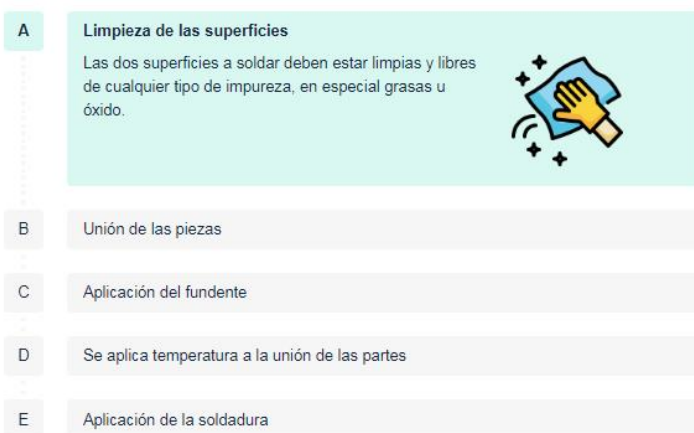 A
Limpieza de las superficies
Las dos superficies a soldar deben estar limpias y libres
de cualquier tipo de impureza, en especial grasas u
óxido.
B
Unión de las piezas
C
Aplicación del fundente
D
Se aplica temperatura a la unión de las partes
E
Aplicación de la soldadura